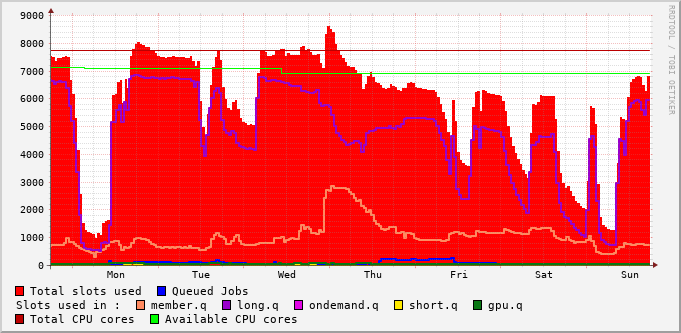 9000
8000
7000
6000
5000
4000
3000
2000
1000
0
Mon Tue Wed Thu Fri Sat Sun
RRDTOOL / TOBI OETIKER
Total slots used Queued Jobs
Slots used in : member.q long.q ondemand.q short.q gpu.q
Total CPU cores Available CPU cores